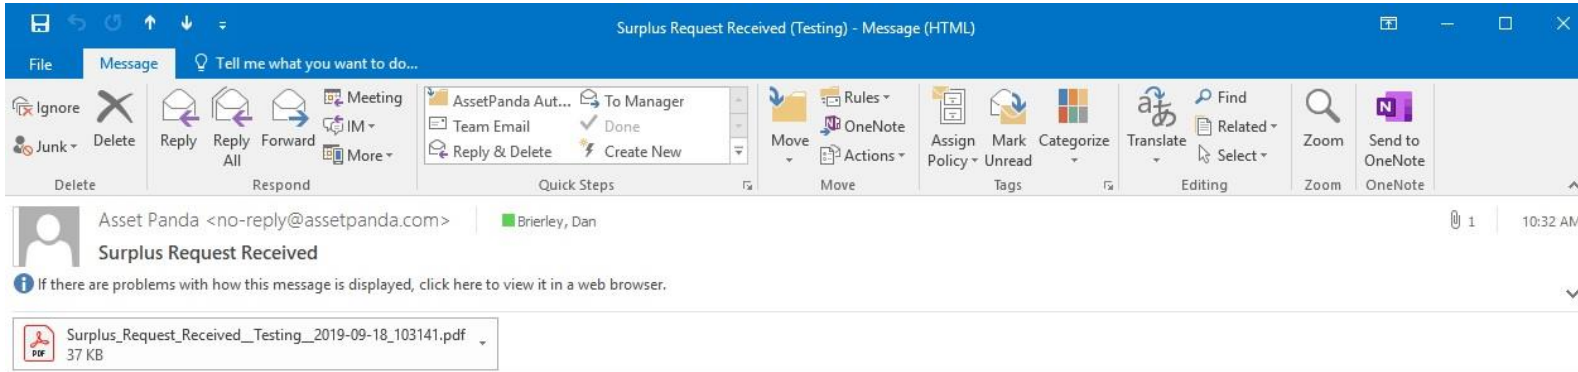 Surplus Request Received (Testing) - Message (HTML)
File Message Tell me what you want to do...
Ignore
Junk
Delete
Reply
Reply All
Forward
Meeting
IM
More
AssetPanda Aut...
Team Email
Reply & Delete
To Manager
Done
Create New
Move
Rules
OneNote
Actions
Assign Policy
Mark Unread
Categorize
Translate
Find
Related
Select
Zoom
Send to OneNote
Delete Respond Quick Steps Move Tags Editing Zoom OneNote
Asset Panda <no-reply@assetpanda.com> Brierley, Dan 1 10:32 AM
Surplus Request Received
If there are problems with how this message is displayed, click here to view it in a web browser.
Surplus_Request_Received__Testing__2019-09-18_103141.pdf
PDF 37 KB